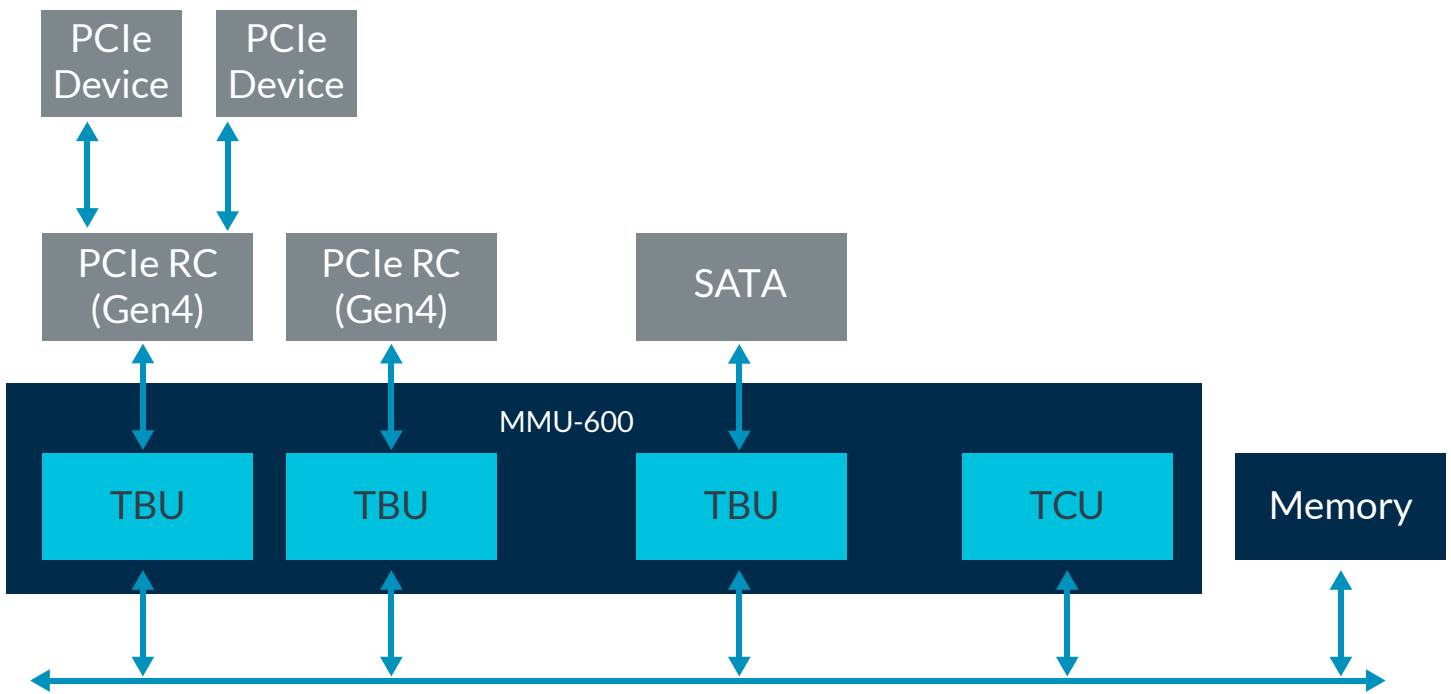 PCIe
Device
PCIe
Device
PCIe RC
(Gen4)
PCIe RC
(Gen4)
SATA
MMU-600
TBU
TBU
TBU
TCU
Memory